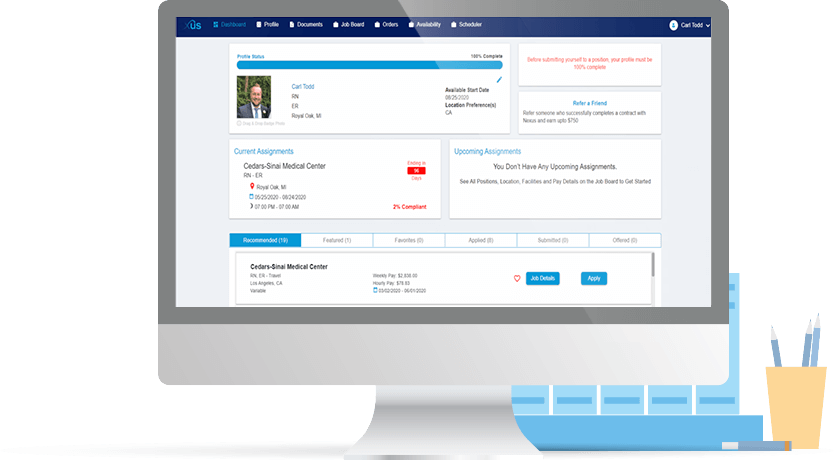 xüs Dashboard Profile Documents Job Board Orders Availability Scheduler Carl Todd
Profile Status 100% Complete
Carl Todd
RN
ER
Royal Oak, MI
Available Start Date
08/25/2020
Location Preference(s)
CA
Before submitting yourself to a position, your profile must be
100% complete.
Refer a Friend
Refer someone who successfully completes a contract with
Nexus and earn upto $750
Current Assignments
Cedars-Sinai Medical Center
RN - ER
Royal Oak, MI
05/25/2020 - 08/24/2020
07:00 PM - 07:00 AM
Ending in
Days
2% Compliant
Upcoming Assignments
You Don't Have Any Upcoming Assignments.
See All Positions, Location, Facilities and Pay Details on the Job Board to Get Started
Recommended (19) Featured (1) Favorites (0) Applied (8) Submitted (0) Offered (0)
Cedars-Sinai Medical Center
RN, ER - Travel
Los Angeles, CA
Variable
Weekly Pay: $2,836.00
Hourly Pay: $78.83
03/02/2020 - 06/01/2020
Job Details Apply